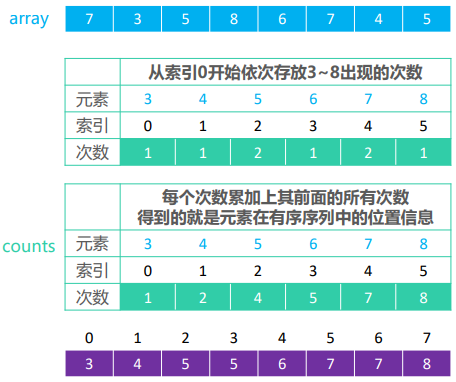 array 7 3 5 8 6 7 4 5
从索引0开始依次存放3~8出现的次数
元素 3 4 5 6 7 8
索引 0 1 2 3 4 5
次数 1 1 2 1 2 1
每个次数累加上其前面的所有次数
得到的就是元素在有序序列中的位置信息
counts 元素 3 4 5 6 7 8
索引 0 1 2 3 4 5
次数 1 2 4 5 7 8
0 1 2 3 4 5 6 7
3 4 5 5 6 7 7 8